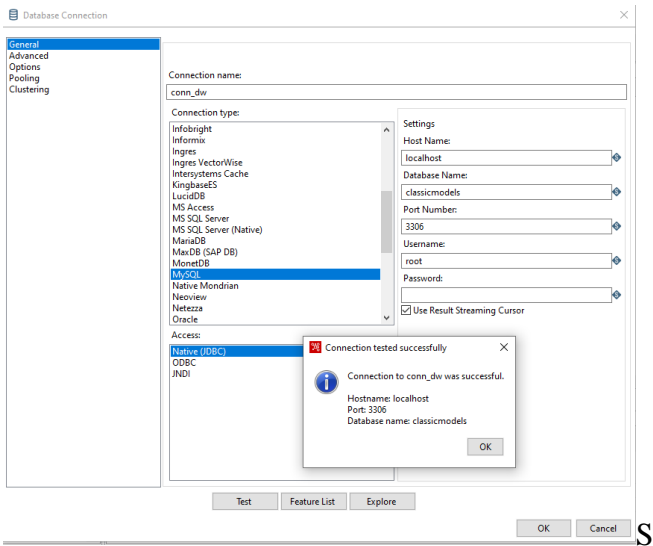 Database Connection
General
Advanced
Options
Pooling
Clustering
Connection name:
conn_dw
Connection type:
Infobright
Informix
Ingres
Ingres VectorWise
Intersystems Cache
KingbaseES
LucidDB
MS Access
MS SQL Server
MS SQL Server (Native)
MariaDB
MaxDB (SAP DB)
MonetDB
MySQL
Native Mondrian
Neoview
Netezza
Oracle
Access:
Native (JDBC)
ODBC
JNDI
Settings
Host Name:
localhost
Database Name:
classicmodels
Port Number:
3306
Username:
root
Password:
Use Result Streaming Cursor
Connection tested successfully
Connection to conn_dw was successful.
Hostname: localhost
Port: 3306
Database name: classicmodels
OK
Test Feature List Explore
OK Cancel
S